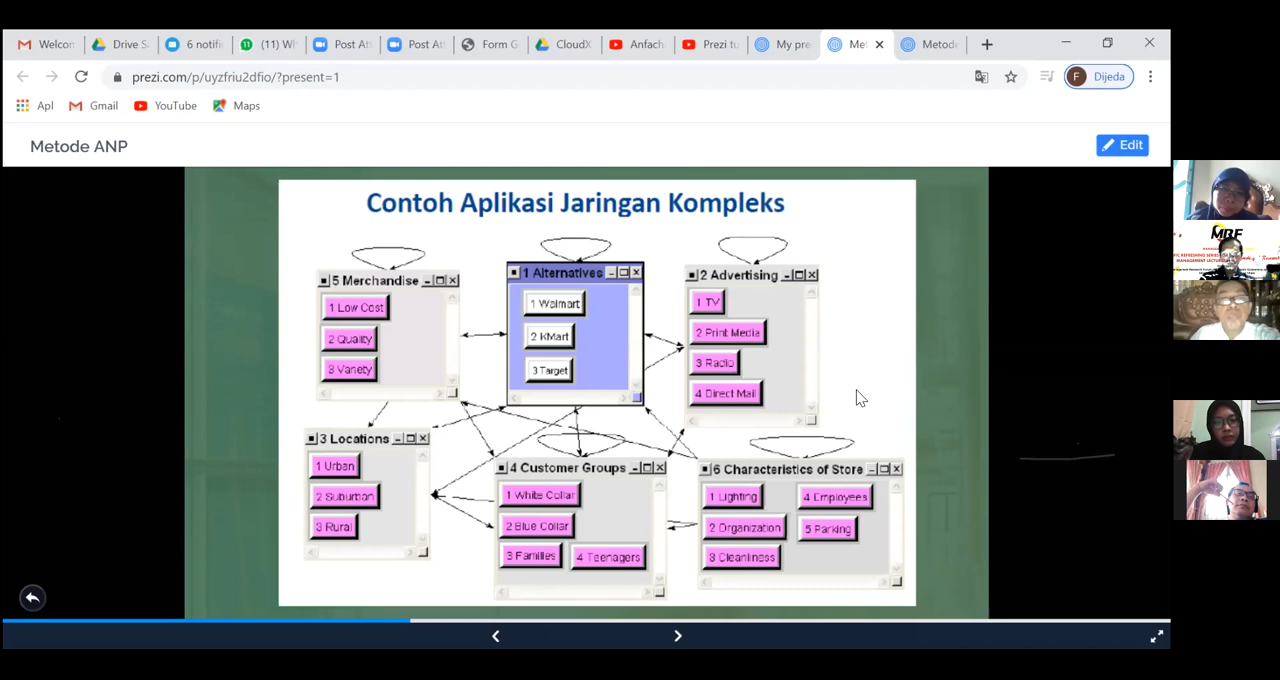 Welcon
Drive S
6 notifi
(11) Wh
Post At
Post At
Form G
CloudX
Anfach
Prezi tu
My pre
Met
Metode
prezi.com/p/uyzfriu2dfio/?present=1
F
Dijeda
Apl
Gmail
YouTube
Maps
Metode ANP
Edit
Contoh Aplikasi Jaringan Kompleks
5 Merchandise
1 Low Cost
2 Quality
3 Variety
1 Alternatives
1 Walmart
2 KMart
3 Target
2 Advertising
1 TV
2 Print Media
3 Radio
4 Direct Mail
3 Locations
1 Urban
2 Suburban
3 Rural
4 Customer Groups
1 White Collar
2 Blue Collar
3 Families
4 Teenagers
6 Characteristics of Store
1 Lighting
4 Employees
2 Organization
5 Parking
3 Cleanliness
MRF